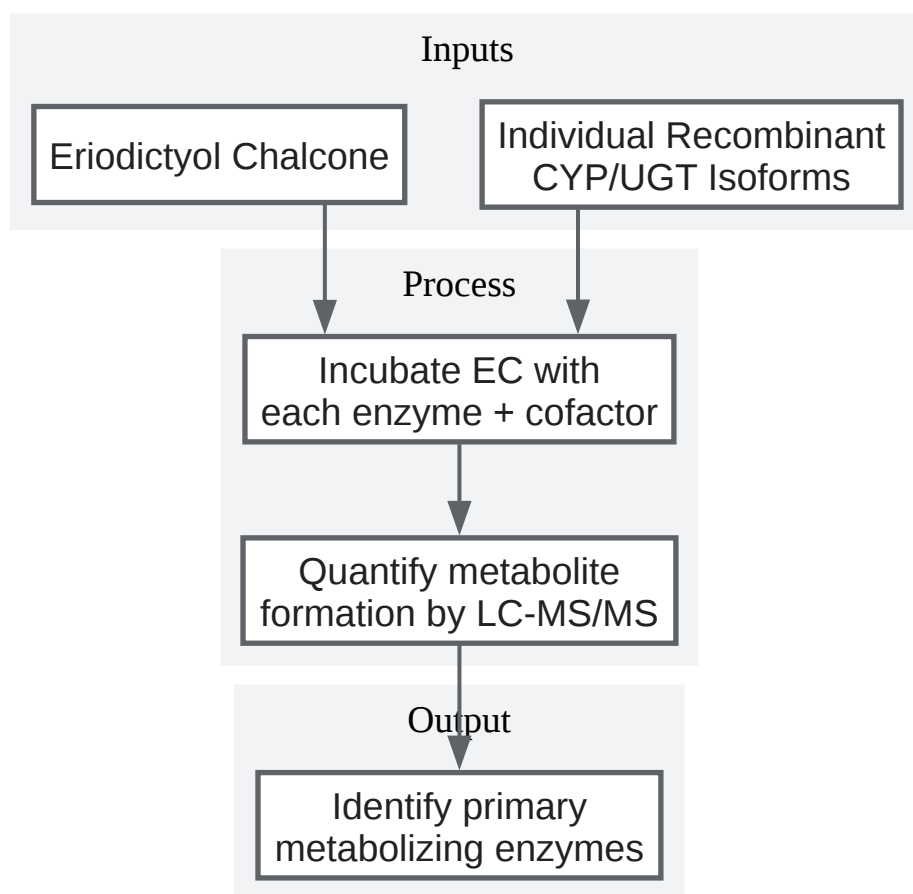 Inputs
Eriodictyol Chalcone
Individual Recombinant
CYP/UGT Isoforms
Process
Incubate EC with
each enzyme + cofactor
Quantify metabolite
formation by LC-MS/MS
Output
Identify primary
metabolizing enzymes